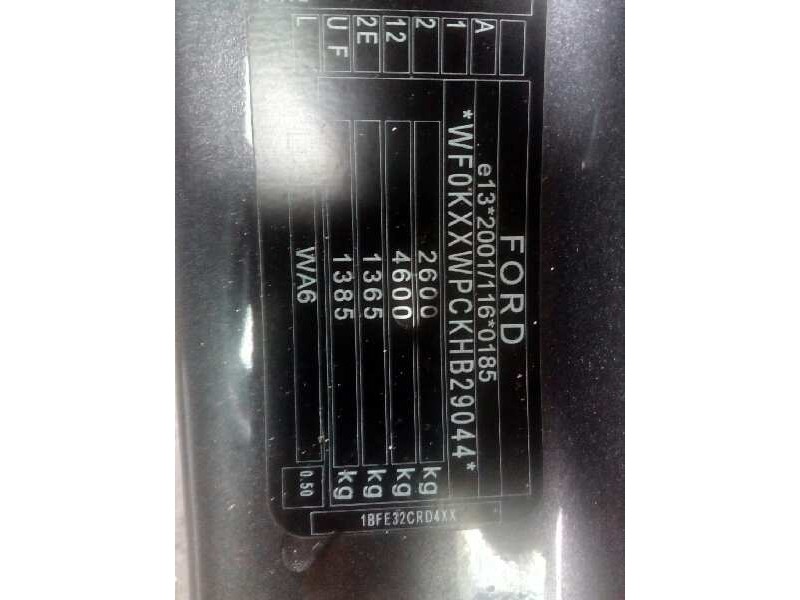 FORD
e13*2001/116*0185
*WF0KXXWPCKHB29044*
2600 kg
4600 kg
1365 kg
1385 kg
WA6
0.50
A
1
2
12
2E
UF
L
1BFE32CRD4XX